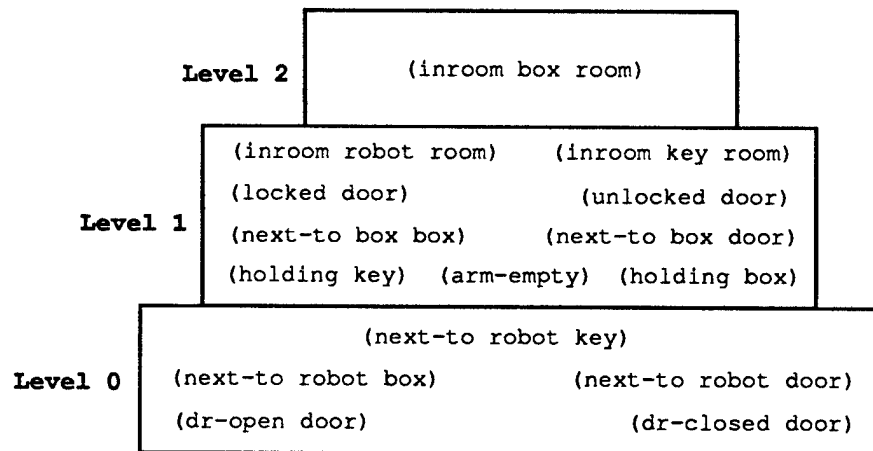 Level 2 (inroom box room)
(inroom robot room) (inroom key room)
(locked door) (unlocked door)
Level 1 (next-to box box) (next-to box door)
(holding key) (arm-empty) (holding box)
(next-to robot key)
Level 0 (next-to robot box) (next-to robot door)
(dr-open door) (dr-closed door)